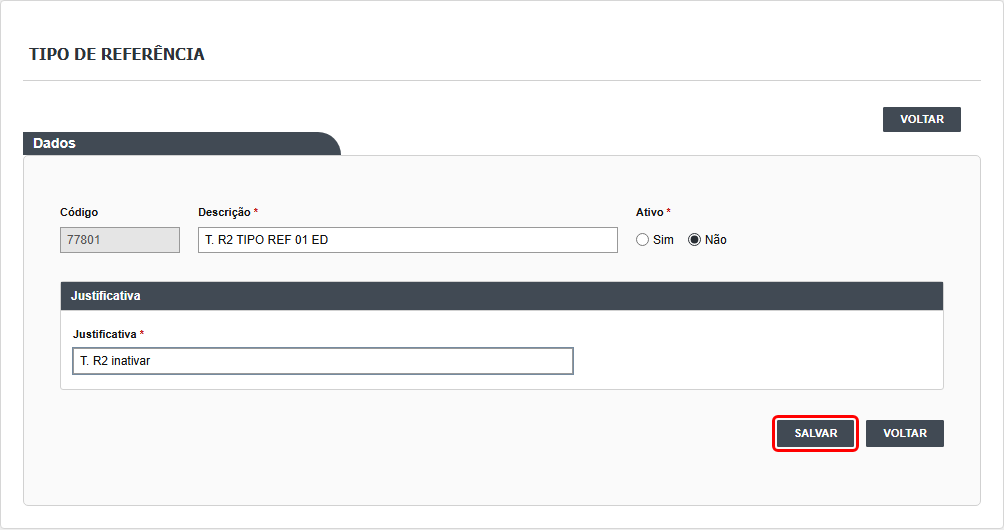 TIPO DE REFERÊNCIA
VOLTAR
Dados
Código Descrição * Ativo *
77801 T. R2 TIPO REF 01 ED Sim Não
Justificativa
Justificativa *
T. R2 inativar
SALVAR VOLTAR